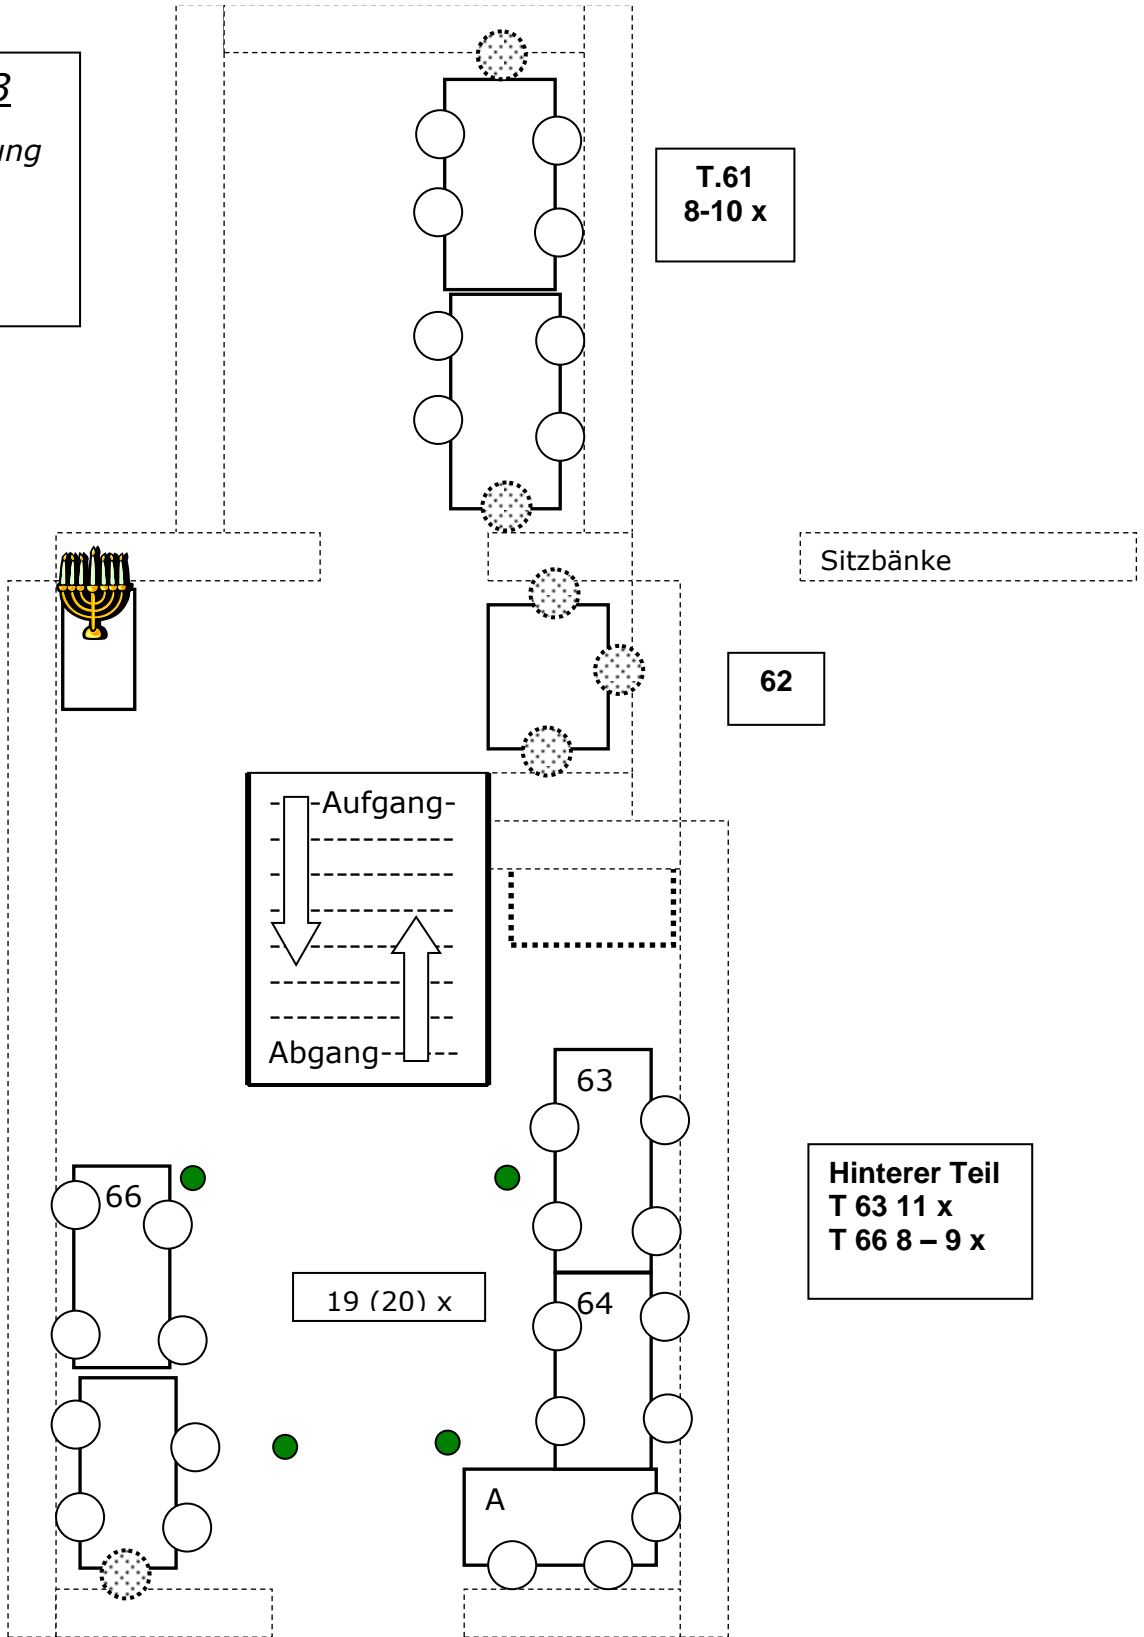 T.61
8-10 x
Sitzbänke
62
Aufgang
Abgang
63
66
Hinterer Teil
T 63 11 x
T 66 8 – 9 x
19 (20) x
64
A